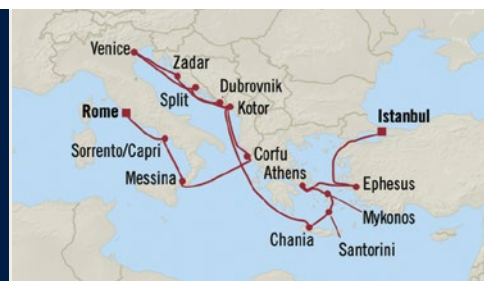 Venice
Zadar
Split
Dubrovnik
Kotor
Rome
Istanbul
Sorrento/Capri
Corfu
Athens
Messina
Ephesus
Mykonos
Chania
Santorini